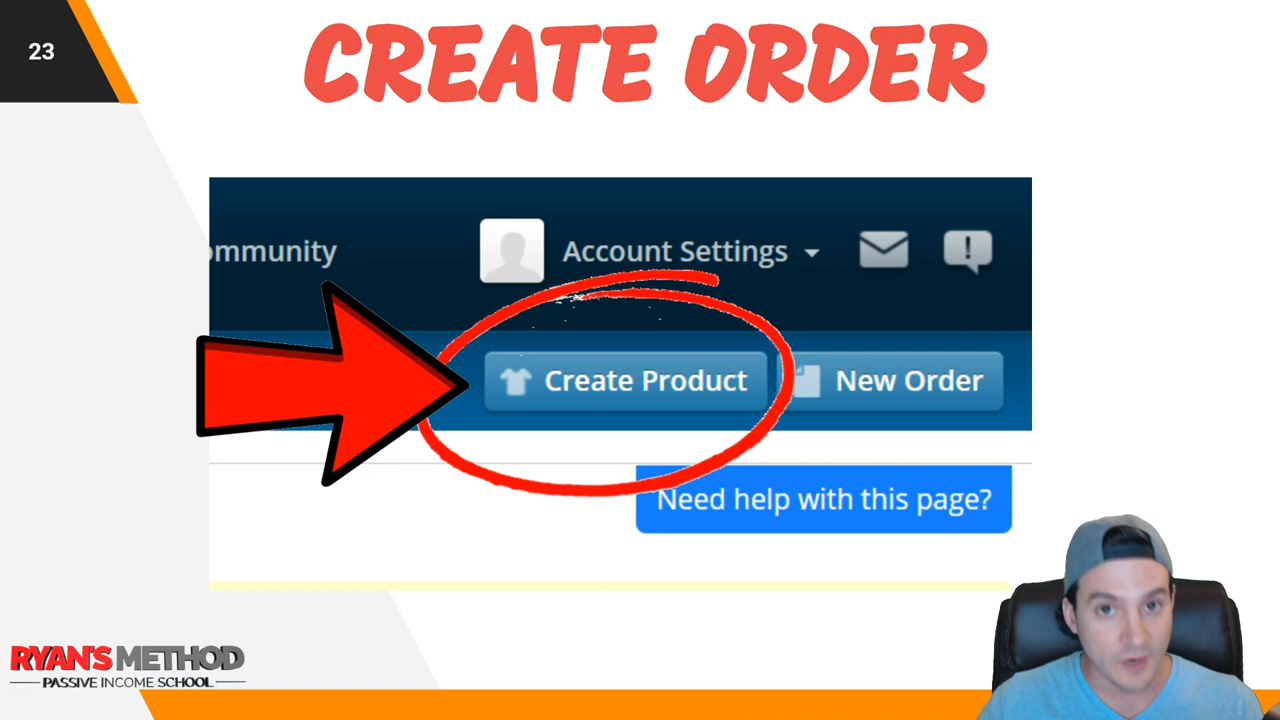 23
CREATE ORDER
ommunity
Account Settings
!
Create Product
New Order
Need help with this page?
RYAN'S METHOD
PASSIVE INCOME SCHOOL